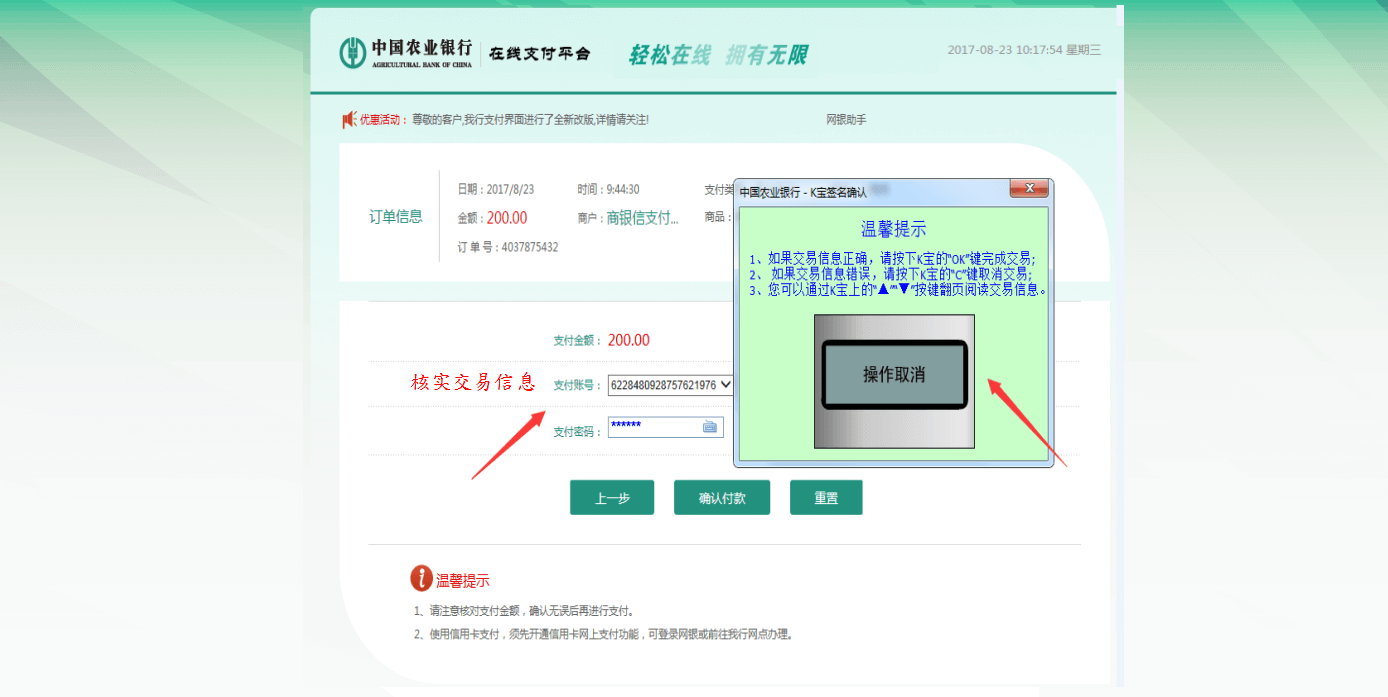 中国农业银行 在线支付平台 轻松在线 拥有无限 2017-08-23 10:17:54 星期三
AGRICULTURAL BANK OF CHINA
优惠活动： 尊敬的客户,我行支付界面进行了全新改版,详情请关注! 网银助手
订单信息
日期：2017/8/23 时间：9:44:30 支付类
金额：200.00 商户：商银信支付... 商品：
订 单 号：4037875432
中国农业银行 - K宝签名确认
X
温馨提示
1、如果交易信息正确，请按下K宝的"OK"键完成交易;
2、 如果交易信息错误，请按下K宝的"C"键取消交易;
3、您可以通过K宝上的"▲""▼"按键翻页阅读交易信息。
操作取消
支付金额： 200.00
核实交易信息
支付账号： 6228480928757621976
支付密码： ******
上一步 确认付款 重置
i 温馨提示
1、请注意核对支付金额，确认无误后再进行支付。
2、使用信用卡支付，须先开通信用卡网上支付功能，可登录网银或前往我行网点办理。